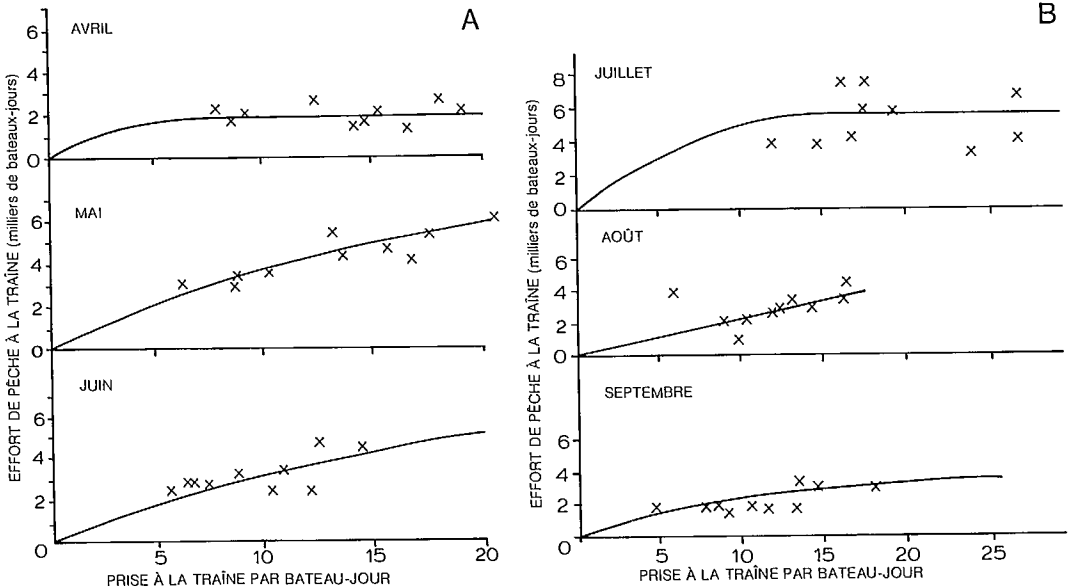 A
EFFORT DE PÊCHE À LA TRAÎNE (milliers de bateaux-jours)
AVRIL
6
4
2
0
MAI
6
4
2
0
JUIN
6
4
2
0
5 10 15 20
PRISE À LA TRAÎNE PAR BATEAU-JOUR
B
EFFORT DE PÊCHE À LA TRAÎNE (milliers de bateaux-jours)
JUILLET
8
6
4
2
0
AOÛT
4
2
0
SEPTEMBRE
6
4
2
0
5 10 15 20 25
PRISE À LA TRAÎNE PAR BATEAU-JOUR